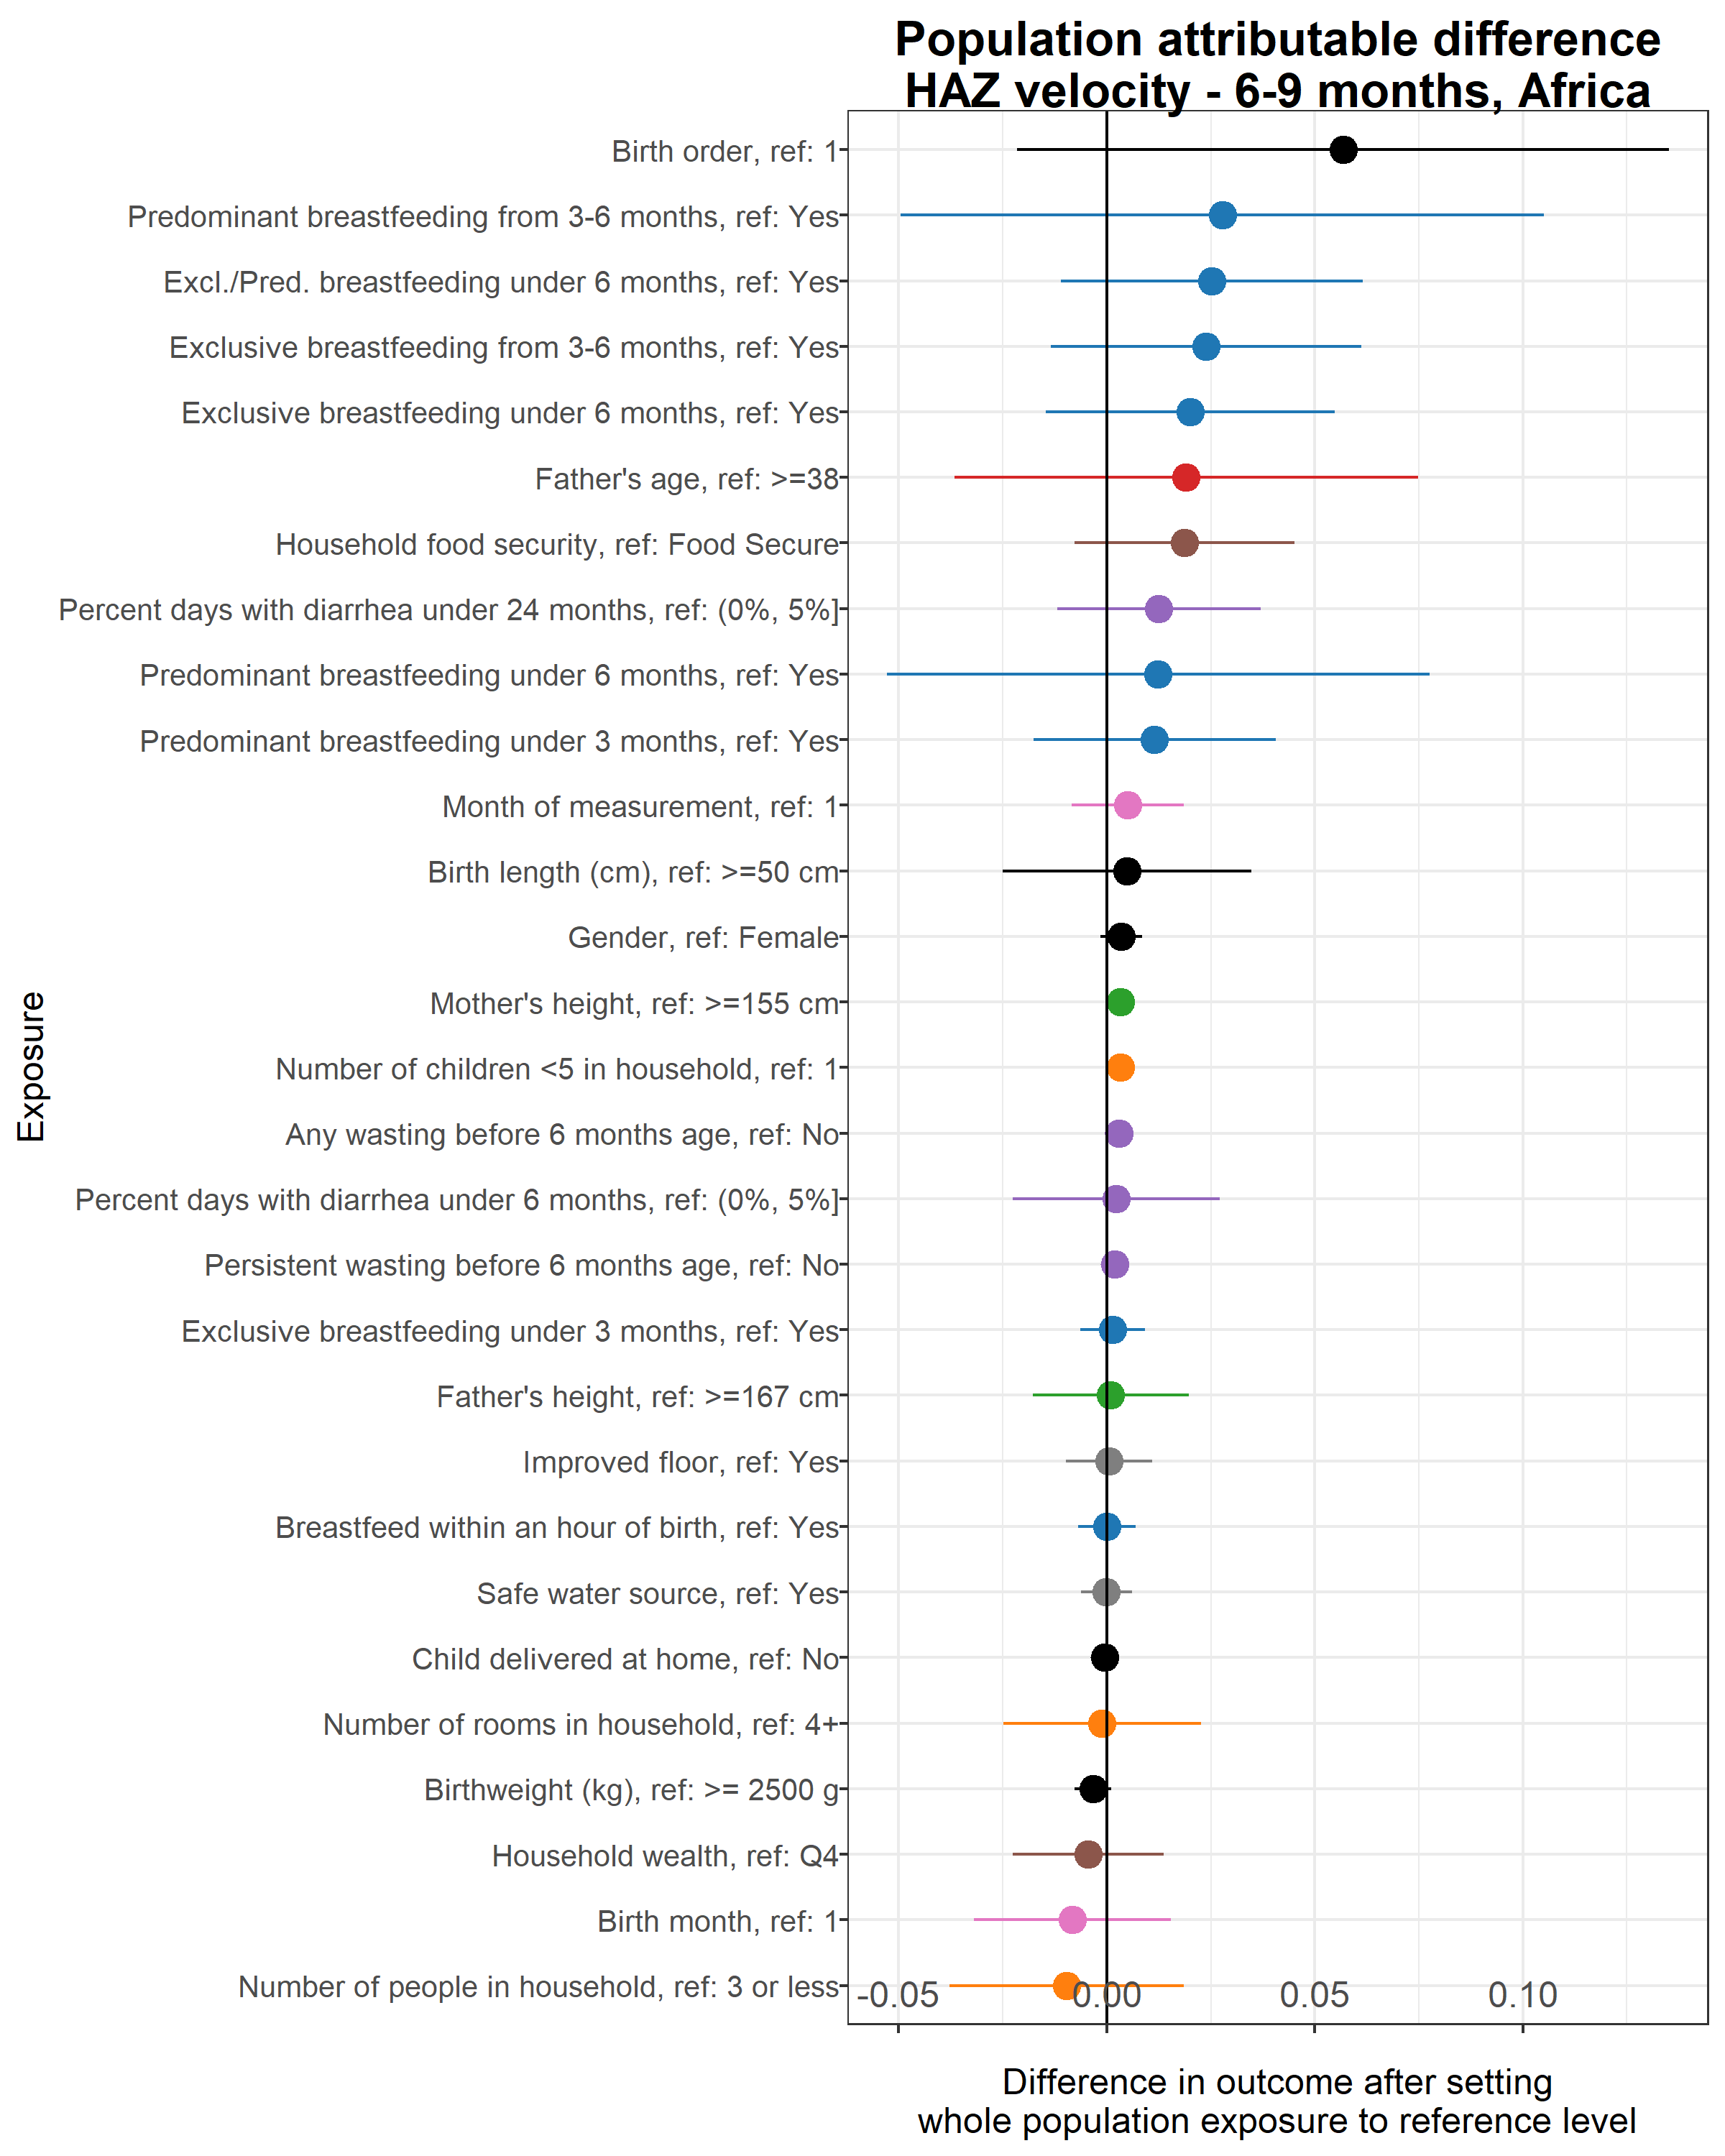 Population attributable difference
HAZ velocity - 6-9 months, Africa
Birth order, ref: 1
Predominant breastfeeding from 3-6 months, ref: Yes
Excl./Pred. breastfeeding under 6 months, ref: Yes
Exclusive breastfeeding from 3-6 months, ref: Yes
Exclusive breastfeeding under 6 months, ref: Yes
Father's age, ref: >=38
Household food security, ref: Food Secure
Percent days with diarrhea under 24 months, ref: (0%, 5%]
Predominant breastfeeding under 6 months, ref: Yes
Predominant breastfeeding under 3 months, ref: Yes
Month of measurement, ref: 1
Birth length (cm), ref: >=50 cm
Gender, ref: Female
Mother's height, ref: >=155 cm
Number of children <5 in household, ref: 1
Any wasting before 6 months age, ref: No
Percent days with diarrhea under 6 months, ref: (0%, 5%]
Persistent wasting before 6 months age, ref: No
Exclusive breastfeeding under 3 months, ref: Yes
Father's height, ref: >=167 cm
Improved floor, ref: Yes
Breastfeed within an hour of birth, ref: Yes
Safe water source, ref: Yes
Child delivered at home, ref: No
Number of rooms in household, ref: 4+
Birthweight (kg), ref: >= 2500 g
Household wealth, ref: Q4
Birth month, ref: 1
Number of people in household, ref: 3 or less
Exposure
-0.05 0.00 0.05 0.10
Difference in outcome after setting
whole population exposure to reference level